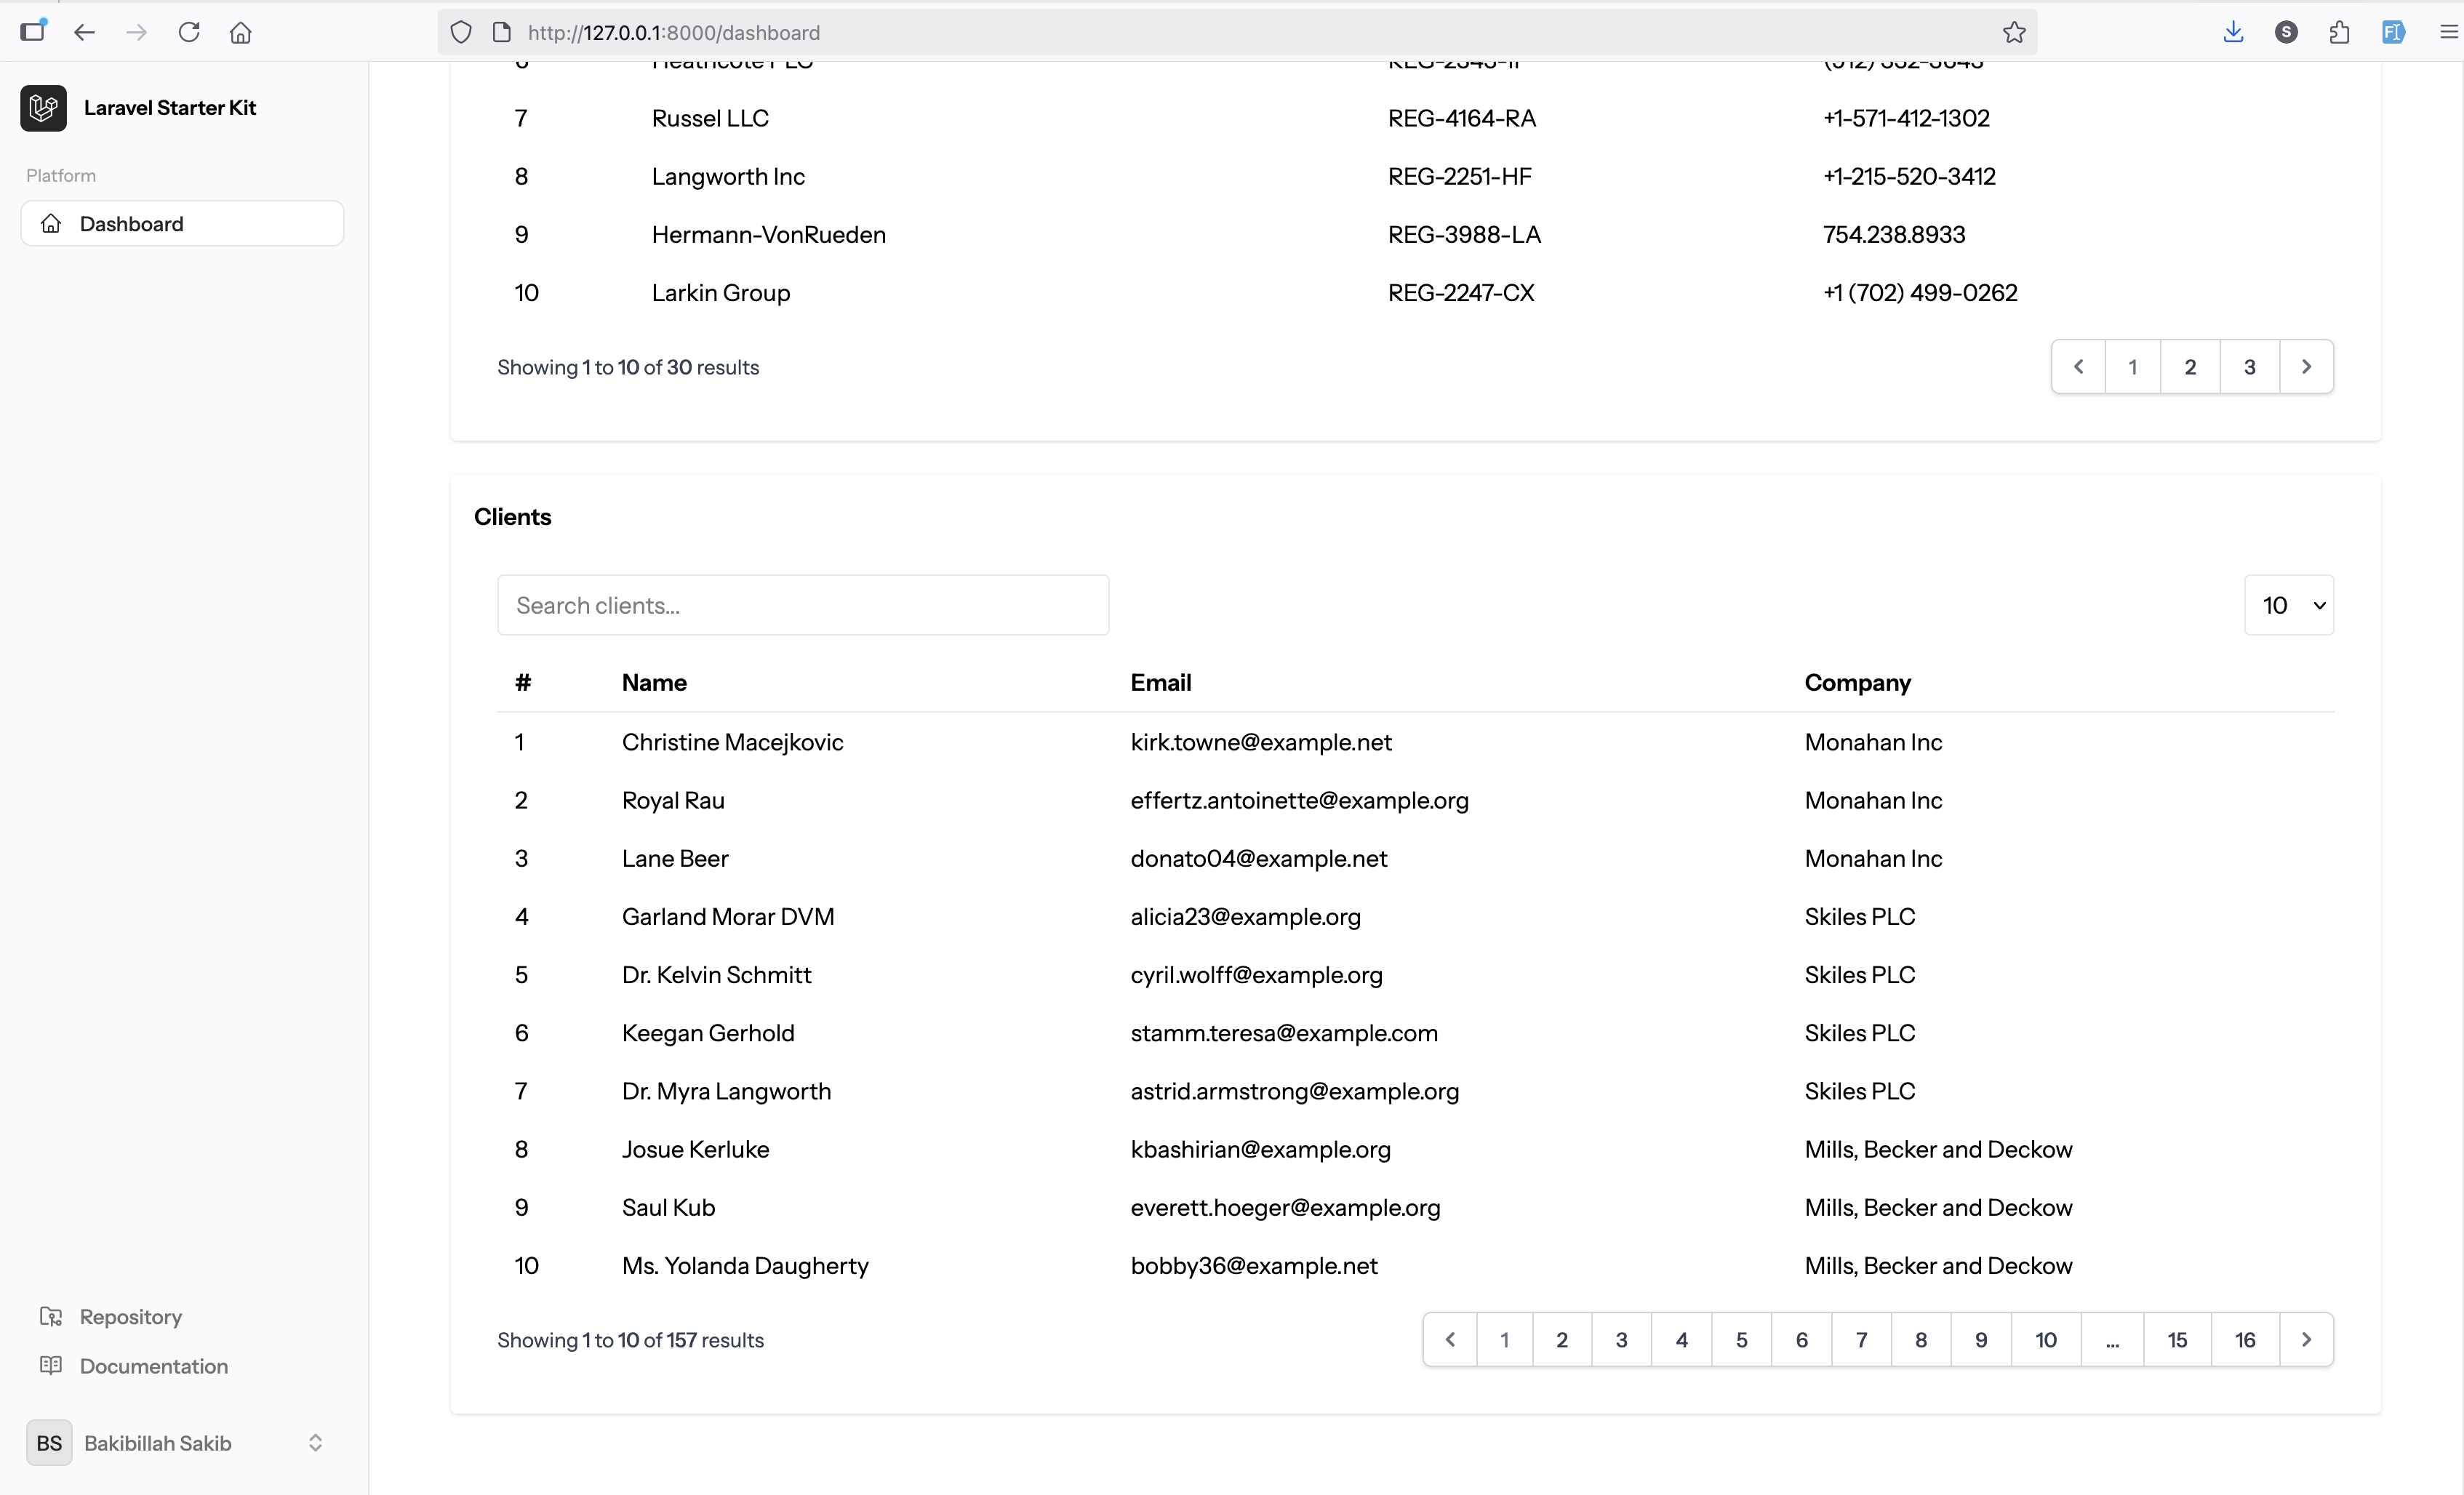 http://127.0.0.1:8000/dashboard
S
Laravel Starter Kit
Platform
Dashboard
7 Russel LLC REG-4164-RA +1-571-412-1302
8 Langworth Inc REG-2251-HF +1-215-520-3412
9 Hermann-VonRueden REG-3988-LA 754.238.8933
10 Larkin Group REG-2247-CX +1 (702) 499-0262
Showing 1 to 10 of 30 results 1 2 3
Clients
Search clients... 10
# Name Email Company
1 Christine Macejkovic kirk.towne@example.net Monahan Inc
2 Royal Rau effertz.antoinette@example.org Monahan Inc
3 Lane Beer donato04@example.net Monahan Inc
4 Garland Morar DVM alicia23@example.org Skiles PLC
5 Dr. Kelvin Schmitt cyril.wolff@example.org Skiles PLC
6 Keegan Gerhold stamm.teresa@example.com Skiles PLC
7 Dr. Myra Langworth astrid.armstrong@example.org Skiles PLC
8 Josue Kerluke kbashirian@example.org Mills, Becker and Deckow
9 Saul Kub everett.hoeger@example.org Mills, Becker and Deckow
10 Ms. Yolanda Daugherty bobby36@example.net Mills, Becker and Deckow
Showing 1 to 10 of 157 results 1 2 3 4 5 6 7 8 9 10 ... 15 16
Repository
Documentation
BS Bakibillah Sakib